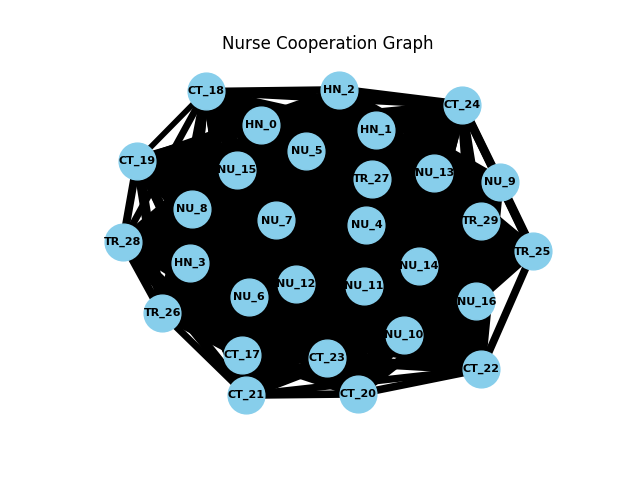 Nurse Cooperation Graph
CT_18
HN_2
CT_24
HN_0
HN_1
NU_5
CT_19
NU_15
NU_13
TR_27
NU_9
NU_8
NU_7
NU_4
TR_29
TR_28
TR_25
HN_3
NU_14
NU_12
NU_11
NU_6
NU_16
TR_26
NU_10
CT_17
CT_23
CT_22
CT_21
CT_20